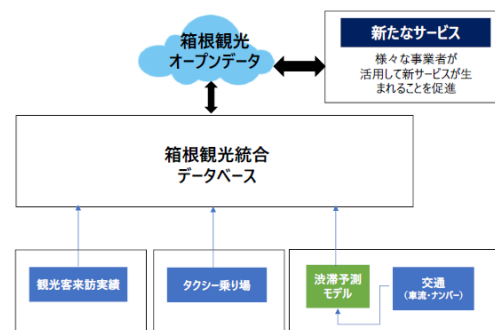 箱根観光
オープンデータ
新たなサービス
様々な事業者が
活用して新サービスが生
まれることを促進
箱根観光統合
データベース
観光客来訪実績
タクシー乗り場
渋滞予測
モデル
交通
(車流・ナンバー)